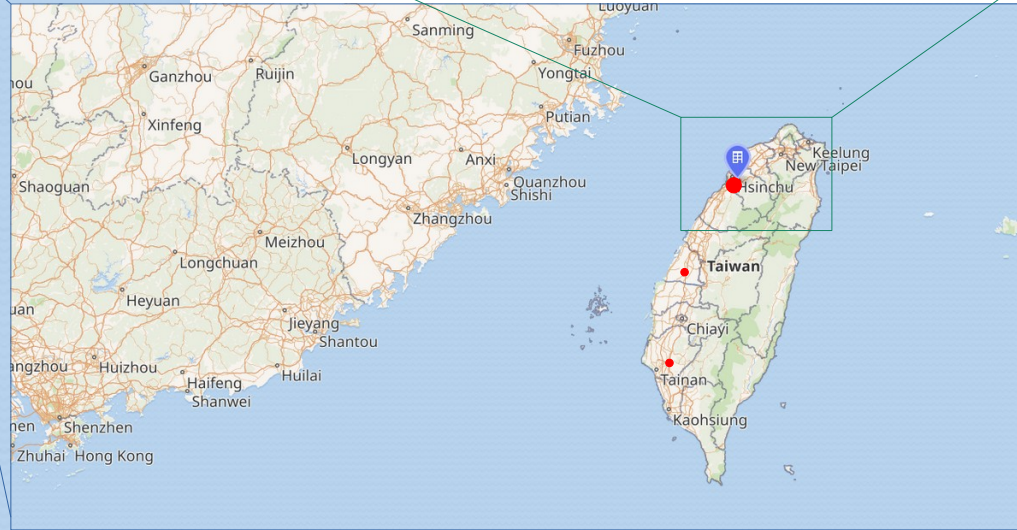 Luoyuan
Sanming
Fuzhou
Yongtai
Ganzhou
Ruijin
Putian
Xinfeng
Longyan
Anxi
Keelung
New Taipei
Shaoguan
Quanzhou
Shishi
Hsinchu
Zhangzhou
Meizhou
Longchuan
Taiwan
Heyuan
Jieyang
Chiayi
Shantou
angzhou
Huizhou
Huilai
Haifeng
Tainan
Shanwei
Kaohsiung
Shenzhen
Zhuhai
Hong Kong